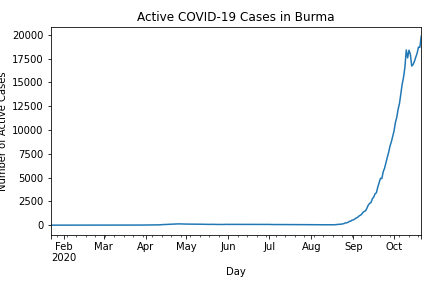 Active COVID-19 Cases in Burma
Number of Active Cases
20000
17500
15000
12500
10000
7500
5000
2500
0
Feb
2020
Mar
Apr
May
Jun
Jul
Aug
Sep
Oct
Day